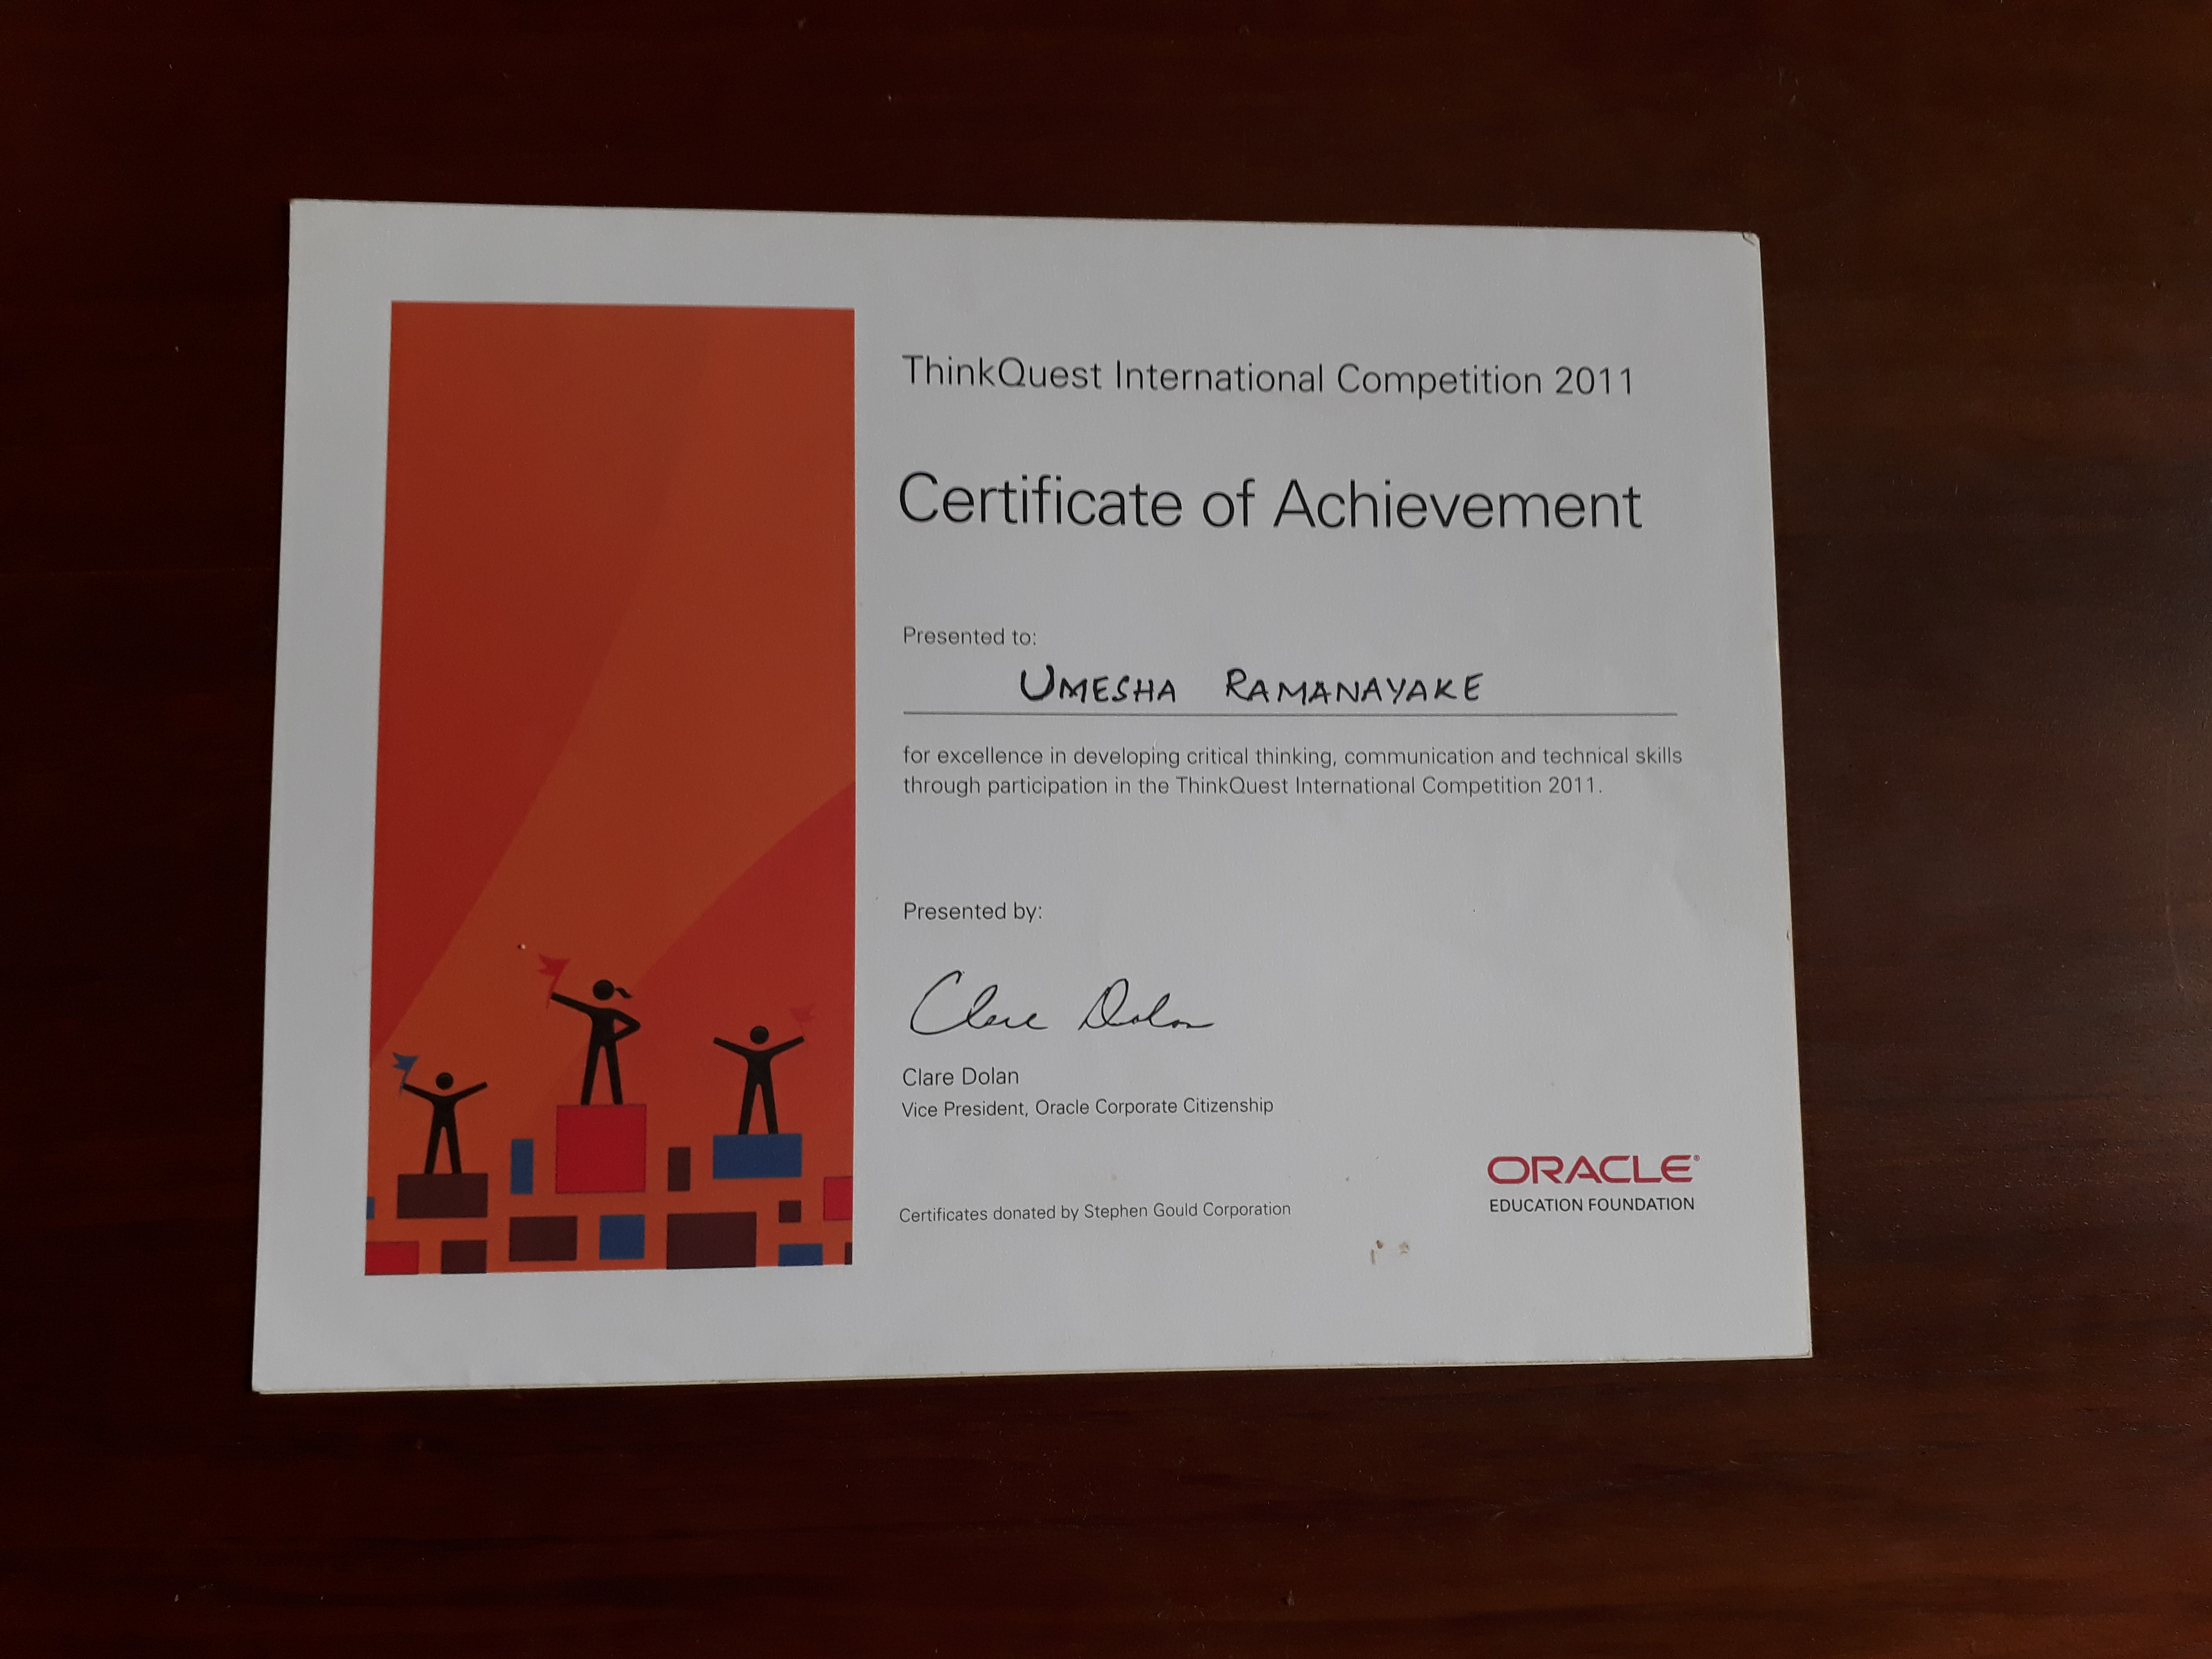 ThinkQuest International Competition 2011
Certificate of Achievement
Presented to:
UMESHA RAMANAYAKE
for excellence in developing critical thinking, communication and technical skills
through participation in the ThinkQuest International Competition 2011.
Presented by:
Clare Dolan
Clare Dolan
Vice President, Oracle Corporate Citizenship
Certificates donated by Stephen Gould Corporation
ORACLE®
EDUCATION FOUNDATION